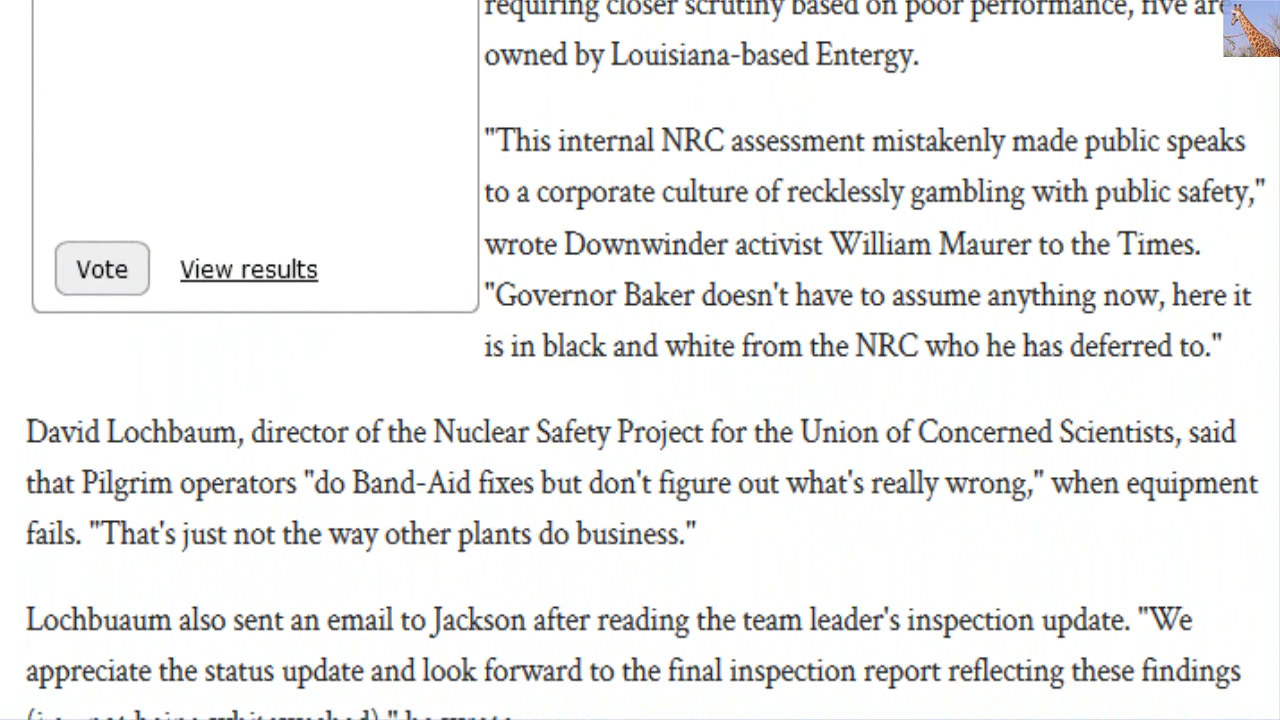 requiring closer scrutiny based on poor performance, five are
owned by Louisiana-based Entergy.
"This internal NRC assessment mistakenly made public speaks
to a corporate culture of recklessly gambling with public safety,"
wrote Downwinder activist William Maurer to the Times.
"Governor Baker doesn't have to assume anything now, here it
is in black and white from the NRC who he has deferred to."
Vote
View results
David Lochbaum, director of the Nuclear Safety Project for the Union of Concerned Scientists, said
that Pilgrim operators "do Band-Aid fixes but don't figure out what's really wrong," when equipment
fails. "That's just not the way other plants do business."
Lochbuaum also sent an email to Jackson after reading the team leader's inspection update. "We
appreciate the status update and look forward to the final inspection report reflecting these findings
(i.e., not being whitewashed)," he wrote.